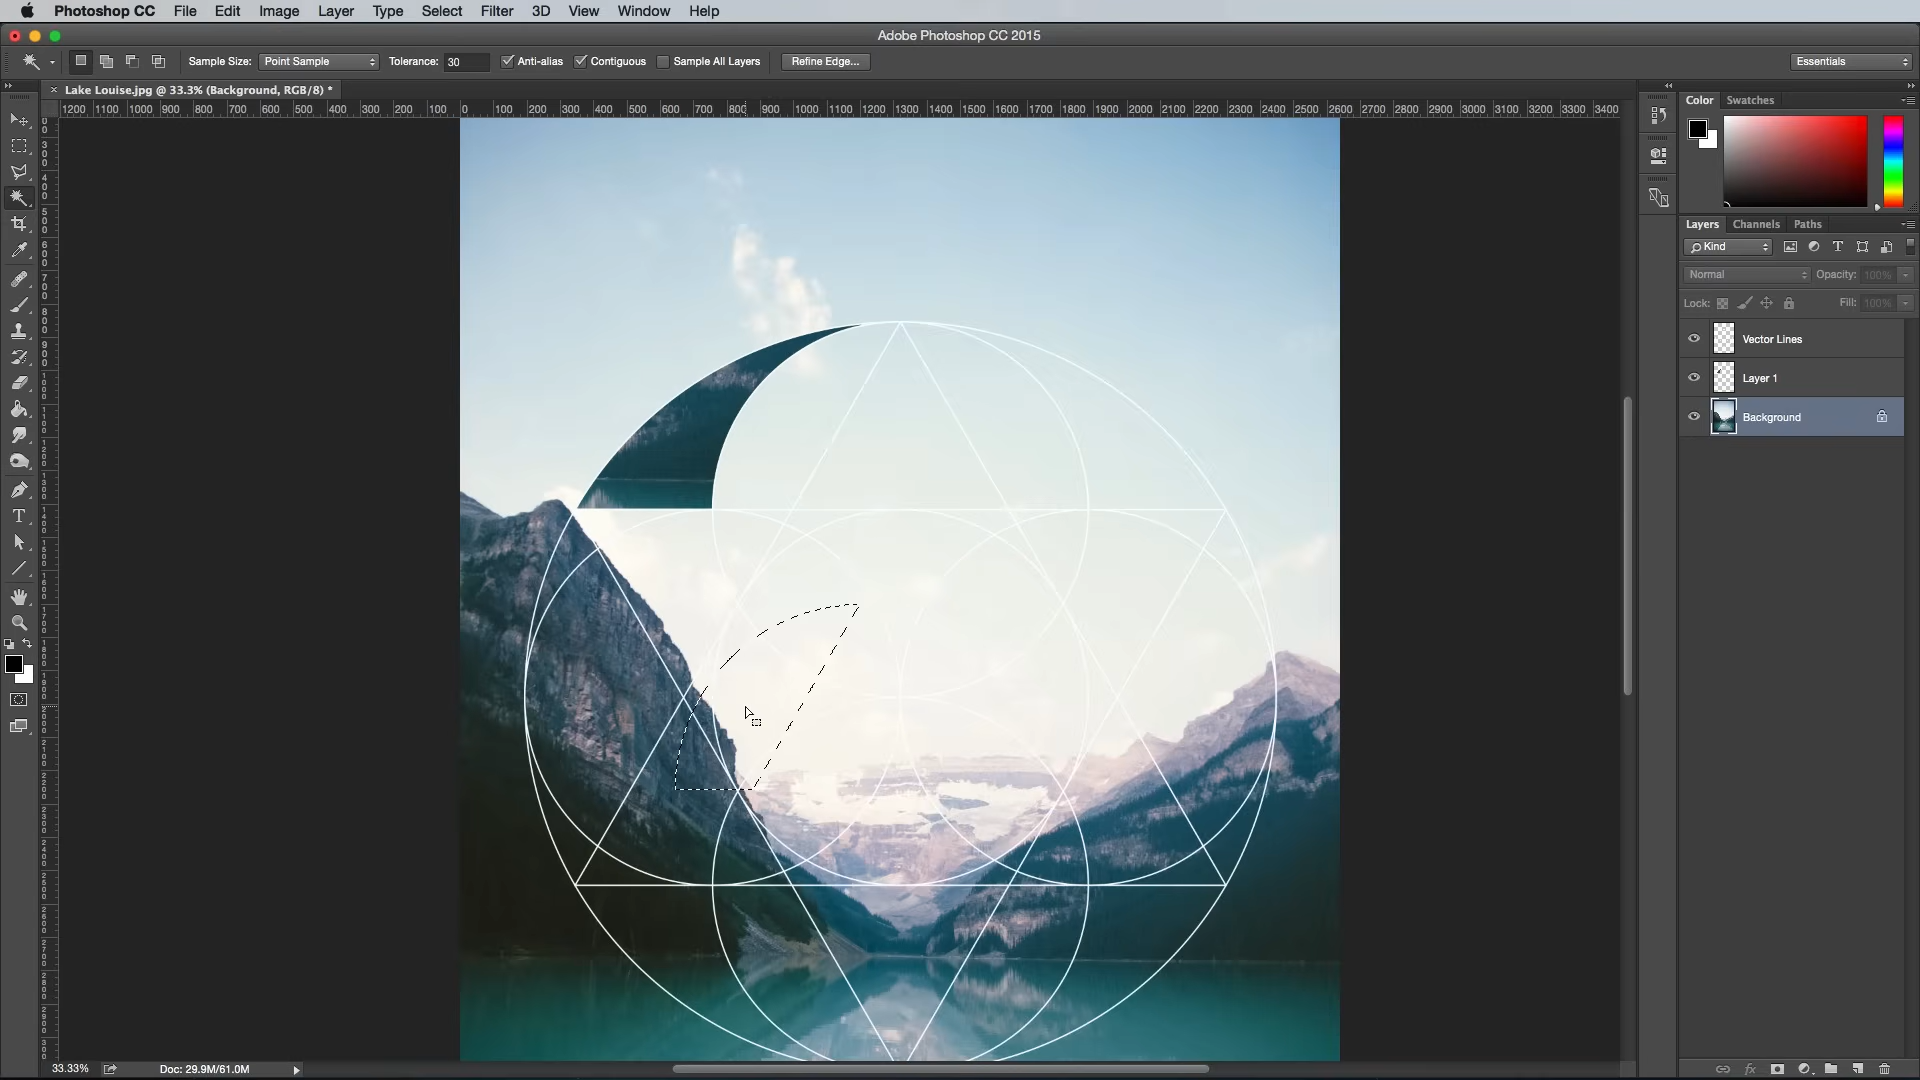 Photoshop CC File Edit Image Layer Type Select Filter 3D View Window Help
Adobe Photoshop CC 2015
Sample Size: Point Sample Tolerance: 30 Anti-alias Contiguous Sample All Layers Refine Edge... Essentials
× Lake Louise.jpg @ 33.3% (Background, RGB/8) *
1200 1100 1000 900 800 700 600 500 400 300 200 100 0 100 200 300 400 500 600 700 800 900 1000 1100 1200 1300 1400 1500 1600 1700 1800 1900 2000 2100 2200 2300 2400 2500 2600 2700 2800 2900 3000 3100 3200 3300 3400
Color Swatches
Layers Channels Paths
Kind
Normal Opacity: 100%
Lock: Fill: 100%
Vector Lines
Layer 1
Background
33.33% Doc: 29.9M/61.0M